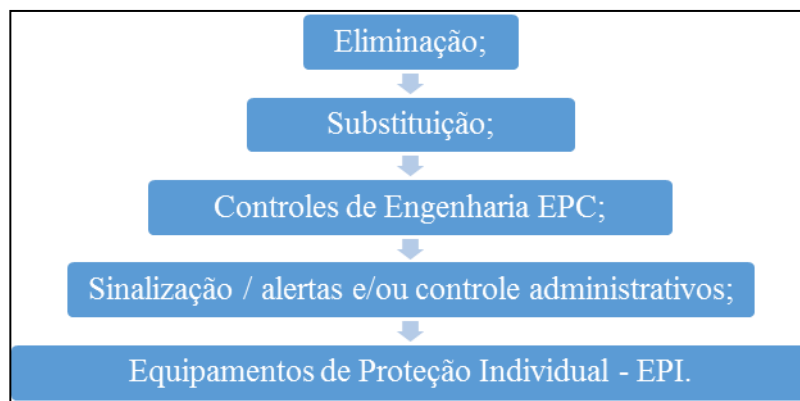 Eliminação;
Substituição;
Controles de Engenharia EPC;
Sinalização / alertas e/ou controle administrativos;
Equipamentos de Proteção Individual - EPI.